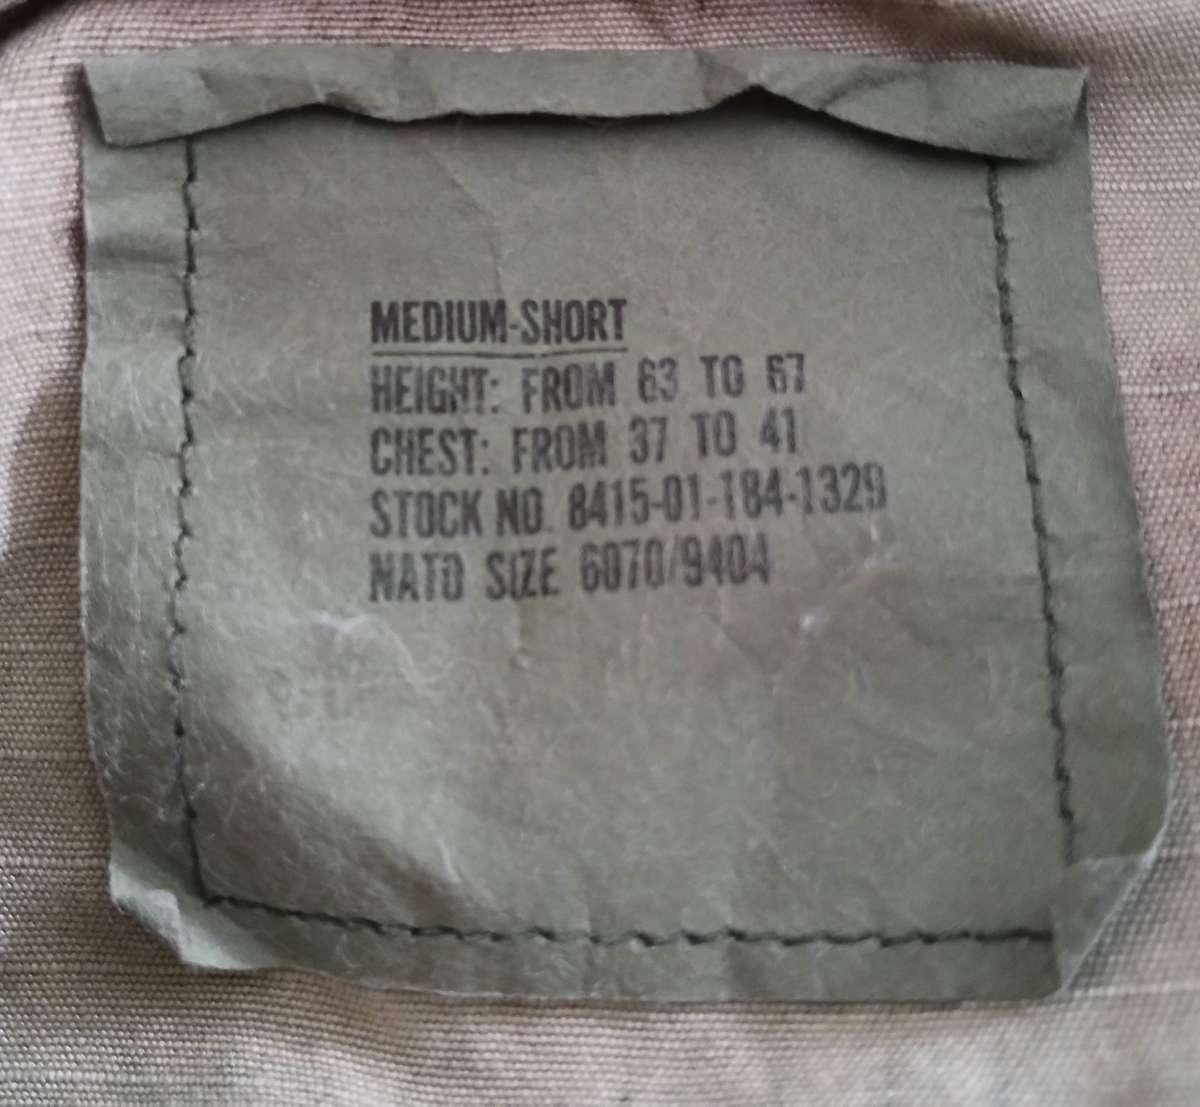 MEDIUM-SHORT
HEIGHT: FROM 63 TO 67
CHEST: FROM 37 TO 41
STOCK NO. 8415-01-184-1329
NATO SIZE 6070/9404